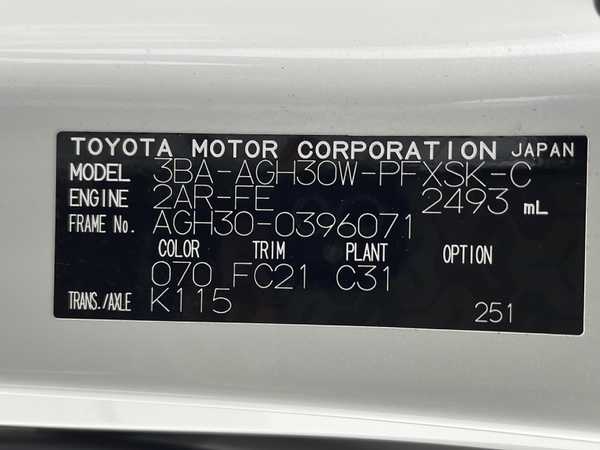 TOYOTA MOTOR CORPORATION JAPAN
MODEL 3BA-AGH30W-PFXSK-C
ENGINE 2AR-FE 2493 mL
FRAME No. AGH30-0396071
COLOR TRIM PLANT OPTION
070 FC21 C31
TRANS./AXLE K115
251